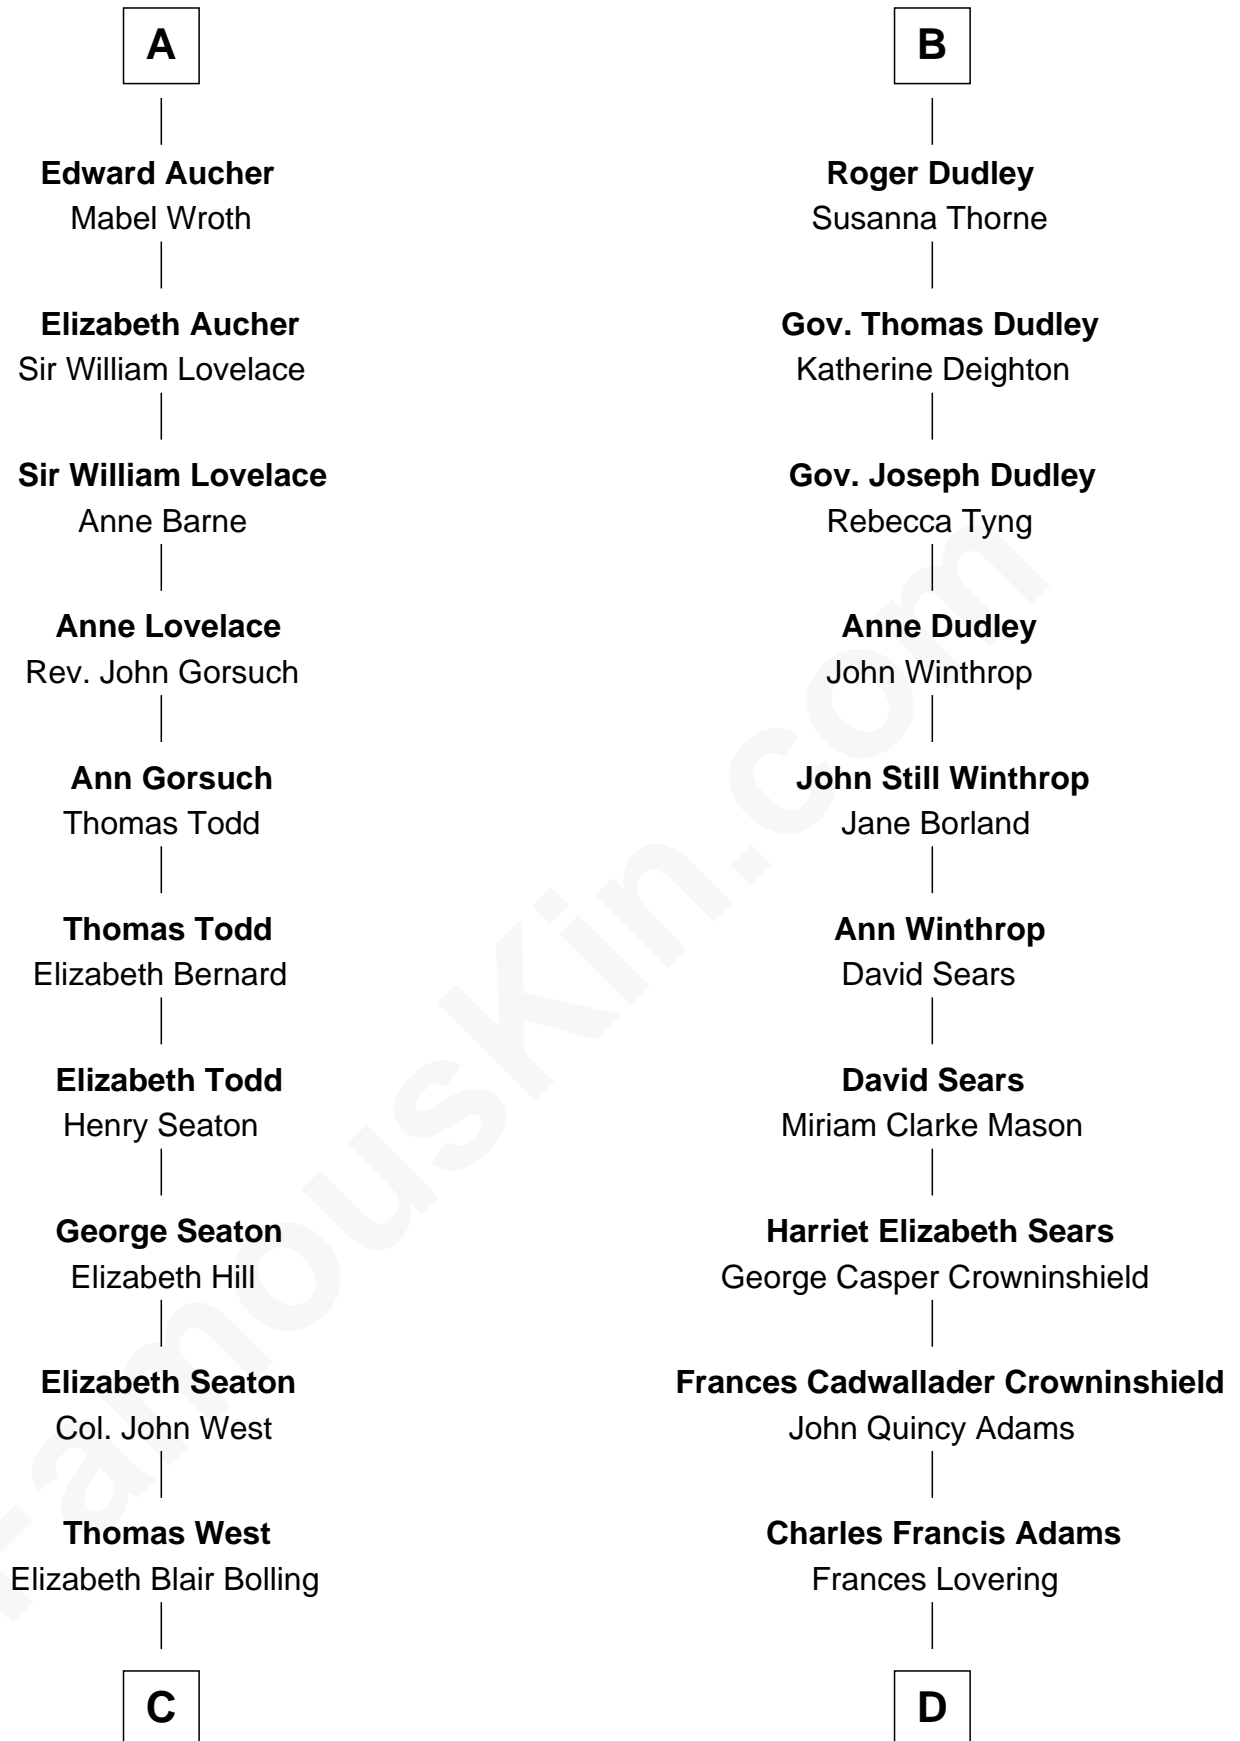 A
Edward Aucher
Mabel Wroth
Elizabeth Aucher
Sir William Lovelace
Sir William Lovelace
Anne Barne
Anne Lovelace
Rev. John Gorsuch
Ann Gorsuch
Thomas Todd
Thomas Todd
Elizabeth Bernard
Elizabeth Todd
Henry Seaton
George Seaton
Elizabeth Hill
Elizabeth Seaton
Col. John West
Thomas West
Elizabeth Blair Bolling
C
B
Roger Dudley
Susanna Thorne
Gov. Thomas Dudley
Katherine Deighton
Gov. Joseph Dudley
Rebecca Tyng
Anne Dudley
John Winthrop
John Still Winthrop
Jane Borland
Ann Winthrop
David Sears
David Sears
Miriam Clarke Mason
Harriet Elizabeth Sears
George Casper Crowninshield
Frances Cadwallader Crowninshield
John Quincy Adams
Charles Francis Adams
Frances Lovering
D
FamousKin.com